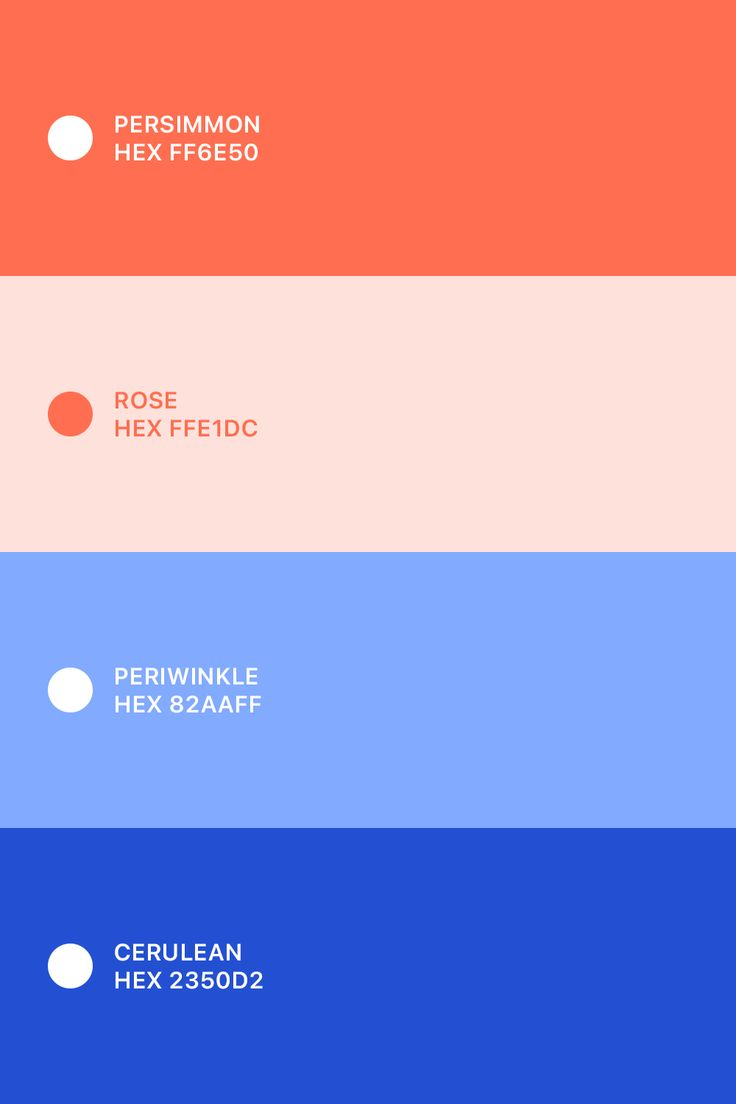 PERSIMMON
HEX FF6E50
ROSE
HEX FFE1DC
PERIWINKLE
HEX 82AAFF
CERULEAN
HEX 2350D2